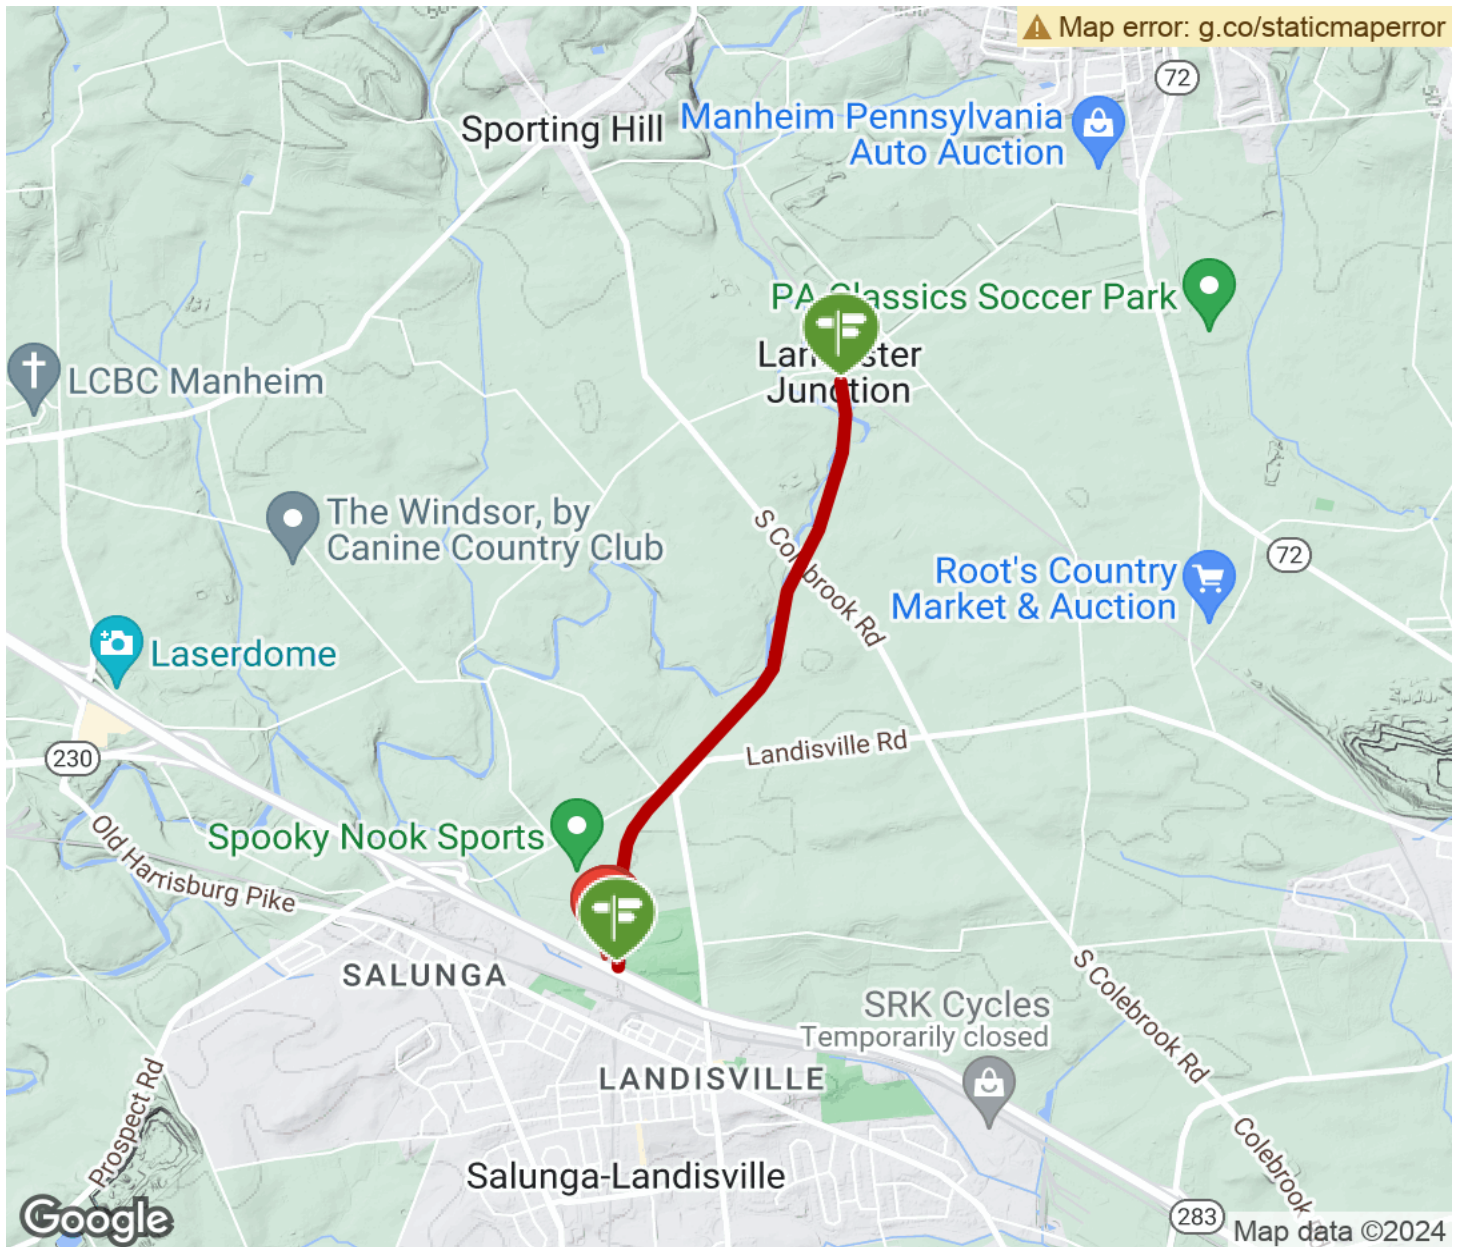 Map error: g.co/staticmaperror
72
Sporting Hill
Manheim Pennsylvania
Auto Auction
PA Classics Soccer Park
Junction
LCBC Manheim
The Windsor, by
Canine Country Club
S Colebrook Rd
72
Root's Country
Market & Auction
Laserdome
230
Landisville Rd
Spooky Nook Sports
Old Harrisburg Pike
SALUNGA
S Colebrook Rd
SRK Cycles
Temporarily closed
LANDISVILLE
Prospect Rd
Colebrook
Salunga-Landisville
283
Google
Map data ©2024